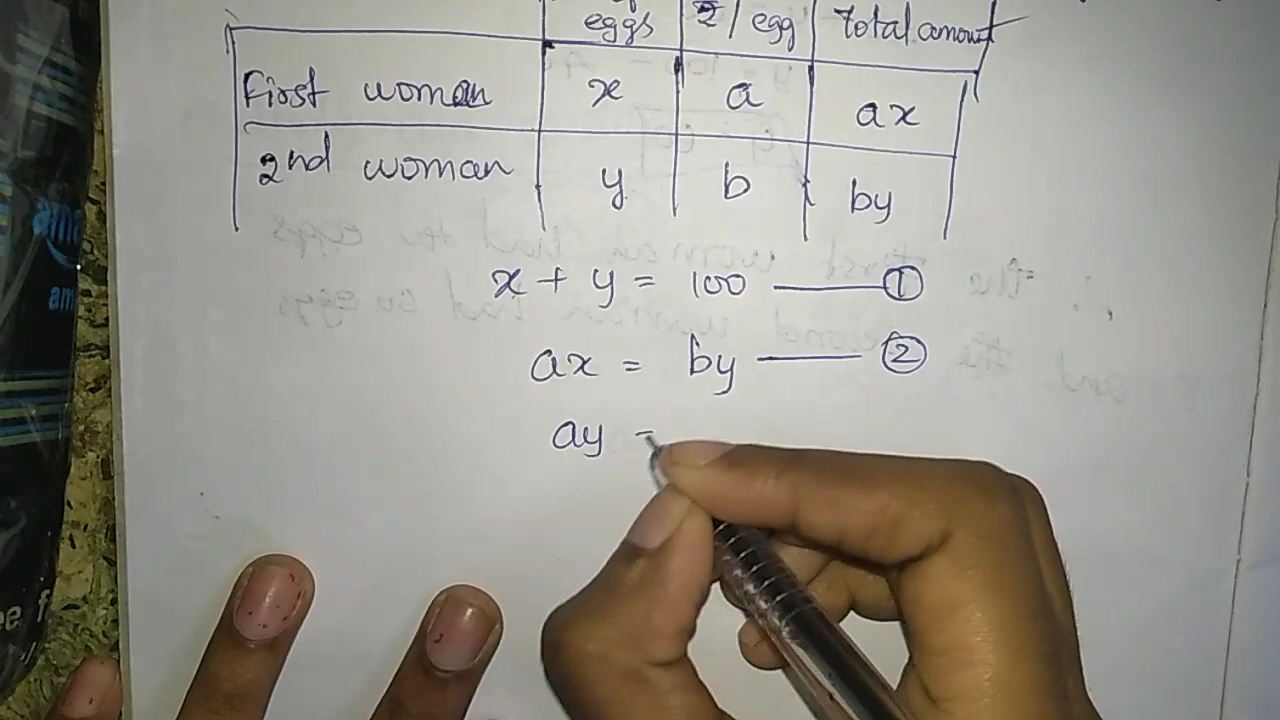 eggs ₹/egg total amount
First woman x a ax
2nd woman y b by
x + y = 100 ①
ax = by ②
ay =